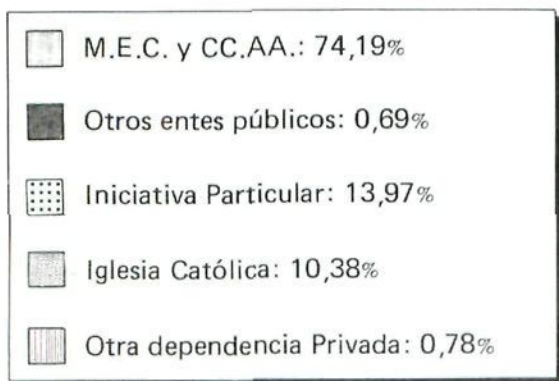 M.E.C. y CC.AA.: 74,19%
Otros entes públicos: 0,69%
Iniciativa Particular: 13,97%
Iglesia Católica: 10,38%
Otra dependencia Privada: 0,78%